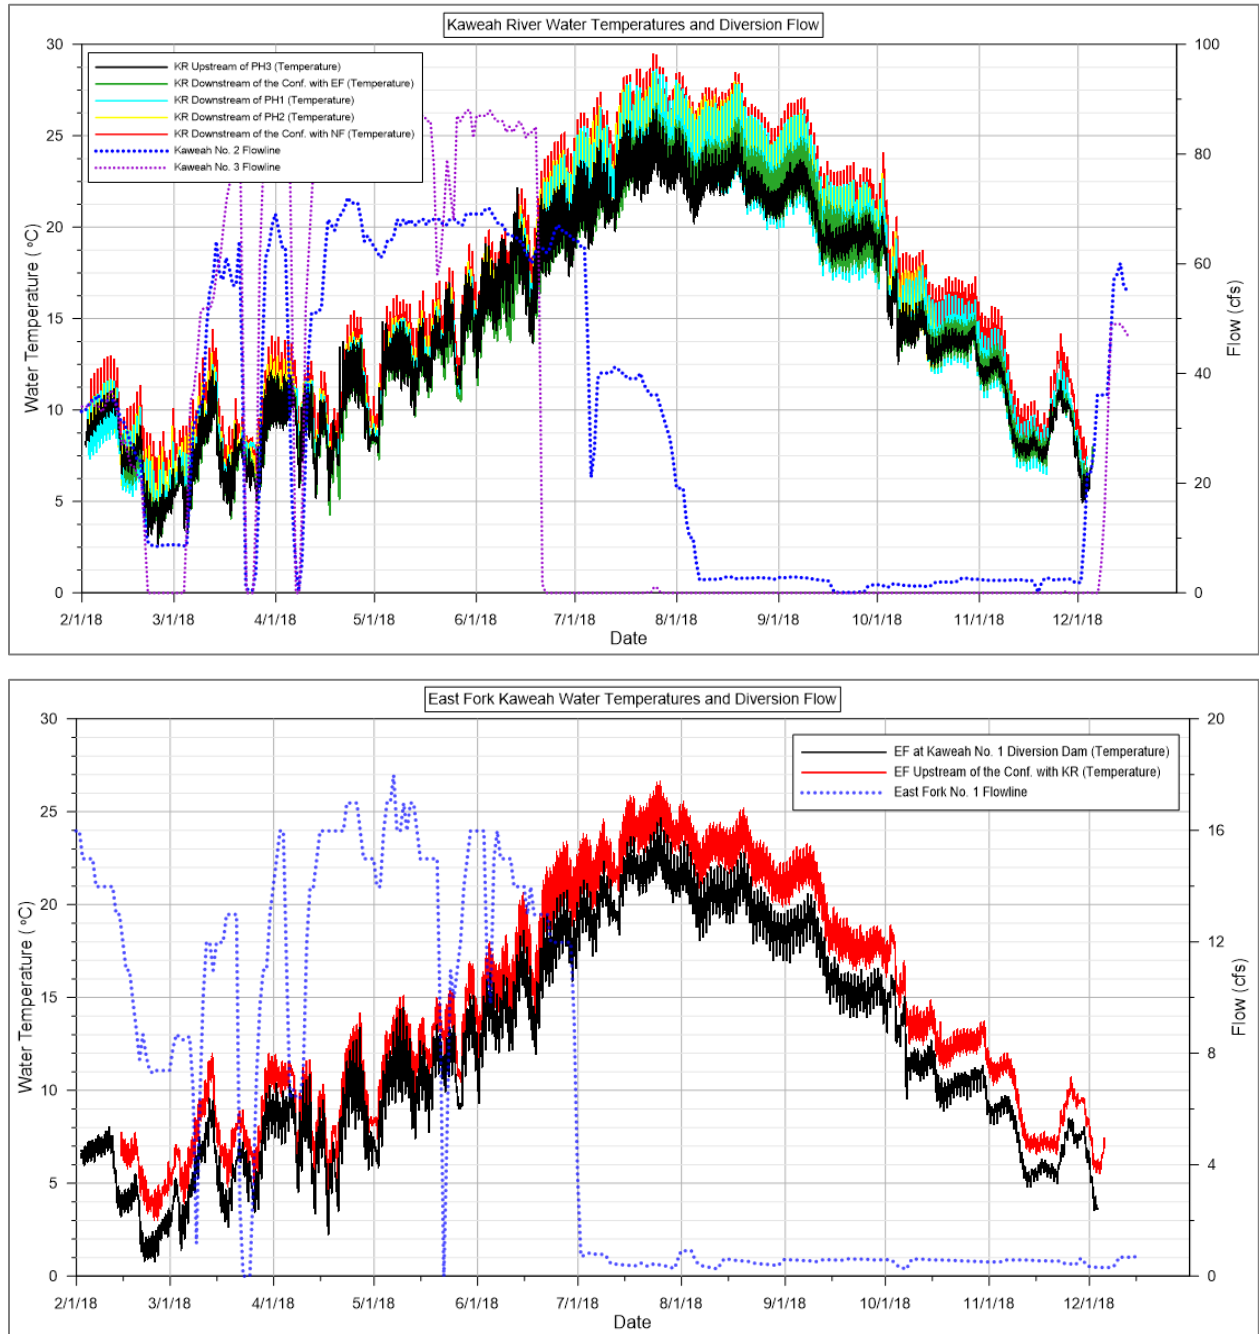 Kaweah River Water Temperatures and Diversion Flow
30
25
20
15
10
5
0
Water Temperature ( °C)
KR Upstream of PH3 (Temperature)
KR Downstream of the Conf. with EF (Temperature)
KR Downstream of PH1 (Temperature)
KR Downstream of PH2 (Temperature)
KR Downstream of the Conf. with NF (Temperature)
Kaweah No. 2 Flowline
Kaweah No. 3 Flowline
100
80
60
40
20
0
Flow (cfs)
2/1/18 3/1/18 4/1/18 5/1/18 6/1/18 7/1/18 8/1/18 9/1/18 10/1/18 11/1/18 12/1/18
Date
East Fork Kaweah Water Temperatures and Diversion Flow
30
25
20
15
10
5
0
Water Temperature ( °C)
EF at Kaweah No. 1 Diversion Dam (Temperature)
EF Upstream of the Conf. with KR (Temperature)
East Fork No. 1 Flowline
20
16
12
8
4
0
Flow (cfs)
2/1/18 3/1/18 4/1/18 5/1/18 6/1/18 7/1/18 8/1/18 9/1/18 10/1/18 11/1/18 12/1/18
Date